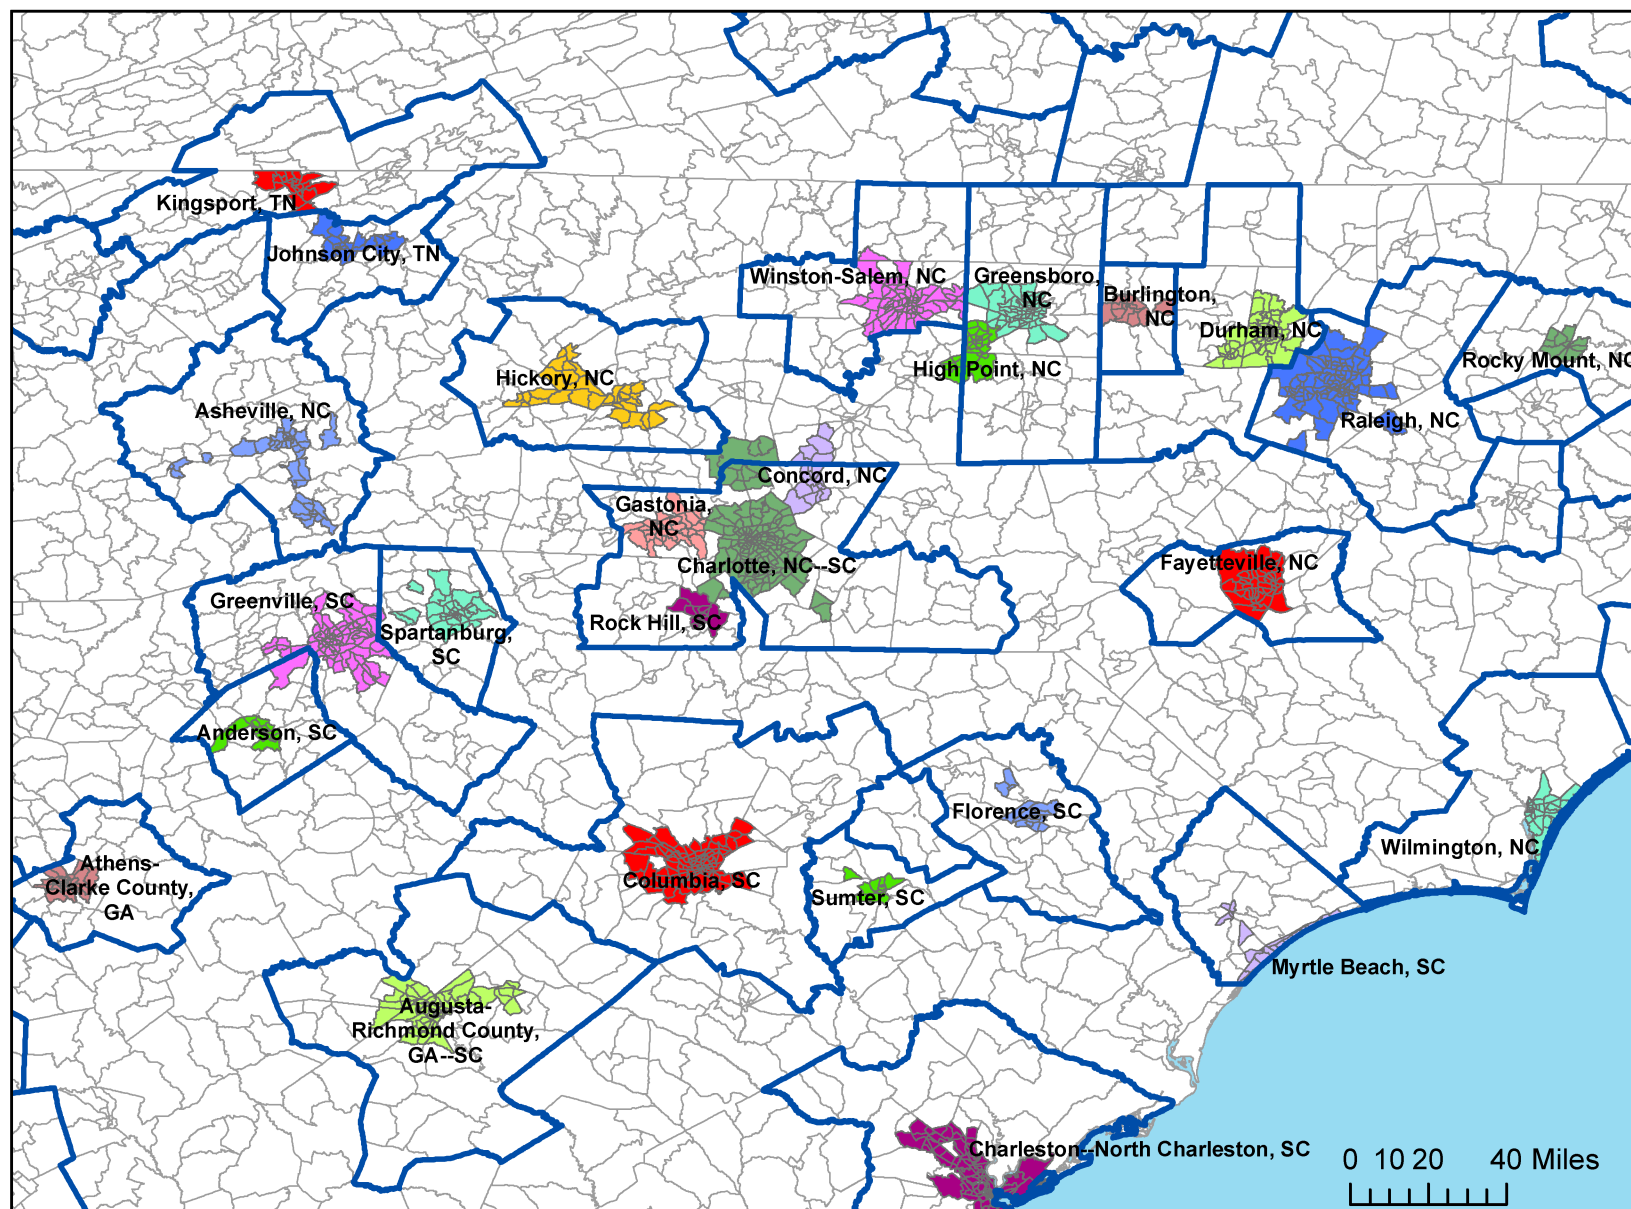 Kingsport, TN
Johnson City, TN
Winston-Salem, NC
Greensboro,
NC
Burlington,
NC
Durham, NC
Rocky Mount, NC
High Point, NC
Hickory, NC
Asheville, NC
Raleigh, NC
Concord, NC
Gastonia,
NC
Charlotte, NC--SC
Fayetteville, NC
Greenville, SC
Spartanburg,
SC
Rock Hill, SC
Anderson, SC
Florence, SC
Wilmington, NC
Athens-
Clarke County,
GA
Columbia, SC
Sumter, SC
Myrtle Beach, SC
Augusta-
Richmond County,
GA--SC
Charleston--North Charleston, SC
0 10 20 40 Miles